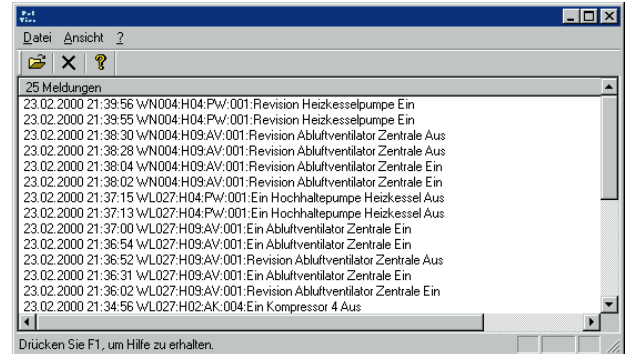 Datei Ansicht ?
25 Meldungen
23.02.2000 21:39:56 WN004:H04:PW:001:Revision Heizkesselpumpe Ein
23.02.2000 21:39:55 WN004:H04:PW:001:Revision Heizkesselpumpe Ein
23.02.2000 21:38:30 WN004:H09:AV:001:Revision Abluftventilator Zentrale Aus
23.02.2000 21:38:28 WN004:H09:AV:001:Revision Abluftventilator Zentrale Aus
23.02.2000 21:38:04 WN004:H09:AV:001:Revision Abluftventilator Zentrale Ein
23.02.2000 21:38:02 WN004:H09:AV:001:Revision Abluftventilator Zentrale Ein
23.02.2000 21:37:15 WL027:H04:PW:001:Ein Hochhaltepumpe Heizkessel Aus
23.02.2000 21:37:13 WL027:H04:PW:001:Ein Hochhaltepumpe Heizkessel Aus
23.02.2000 21:37:00 WL027:H09:AV:001:Ein Abluftventilator Zentrale Ein
23.02.2000 21:36:54 WL027:H09:AV:001:Ein Abluftventilator Zentrale Ein
23.02.2000 21:36:52 WL027:H09:AV:001:Revision Abluftventilator Zentrale Aus
23.02.2000 21:36:31 WL027:H09:AV:001:Ein Abluftventilator Zentrale Ein
23.02.2000 21:36:02 WL027:H09:AV:001:Revision Abluftventilator Zentrale Ein
23.02.2000 21:34:56 WL027:H02:AK:004:Ein Kompressor 4 Aus
Drücken Sie F1, um Hilfe zu erhalten.